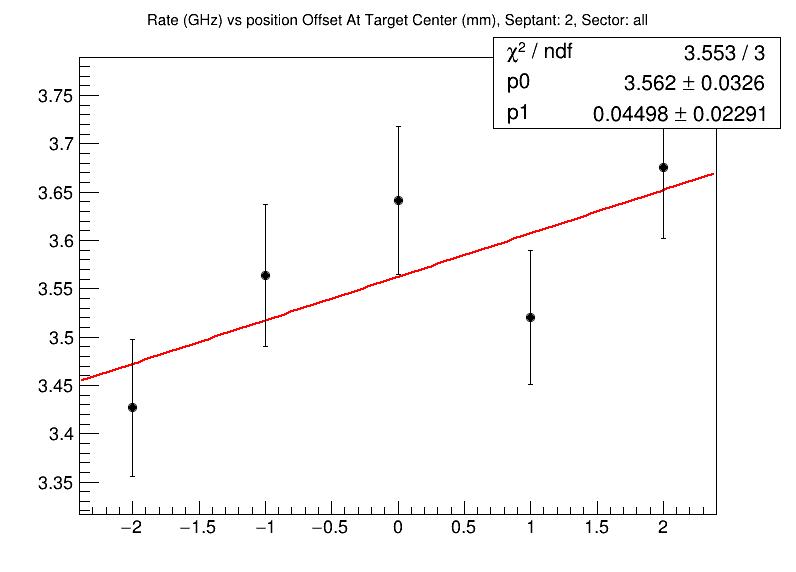 Rate (GHz) vs position Offset At Target Center (mm), Septant: 2, Sector: all
χ² / ndf 3.553 / 3
p0 3.562 ± 0.0326
p1 0.04498 ± 0.02291
3.75
3.7
3.65
3.6
3.55
3.5
3.45
3.4
3.35
−2 −1.5 −1 −0.5 0 0.5 1 1.5 2